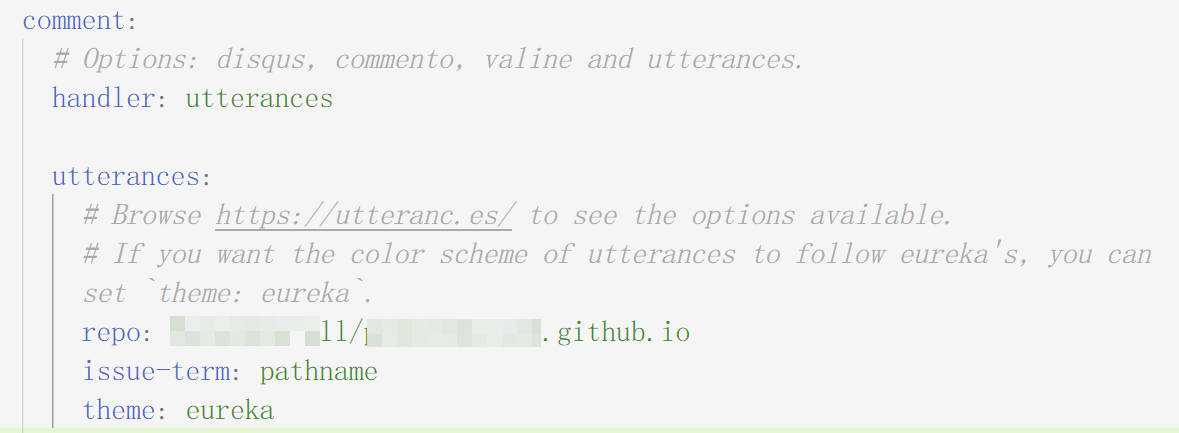 comment:
# Options: disqus, commento, valine and utterances.
handler: utterances
utterances:
# Browse https://utteranc.es/ to see the options available.
# If you want the color scheme of utterances to follow eureka's, you can
set `theme: eureka`.
repo: ll/ .github.io
issue-term: pathname
theme: eureka